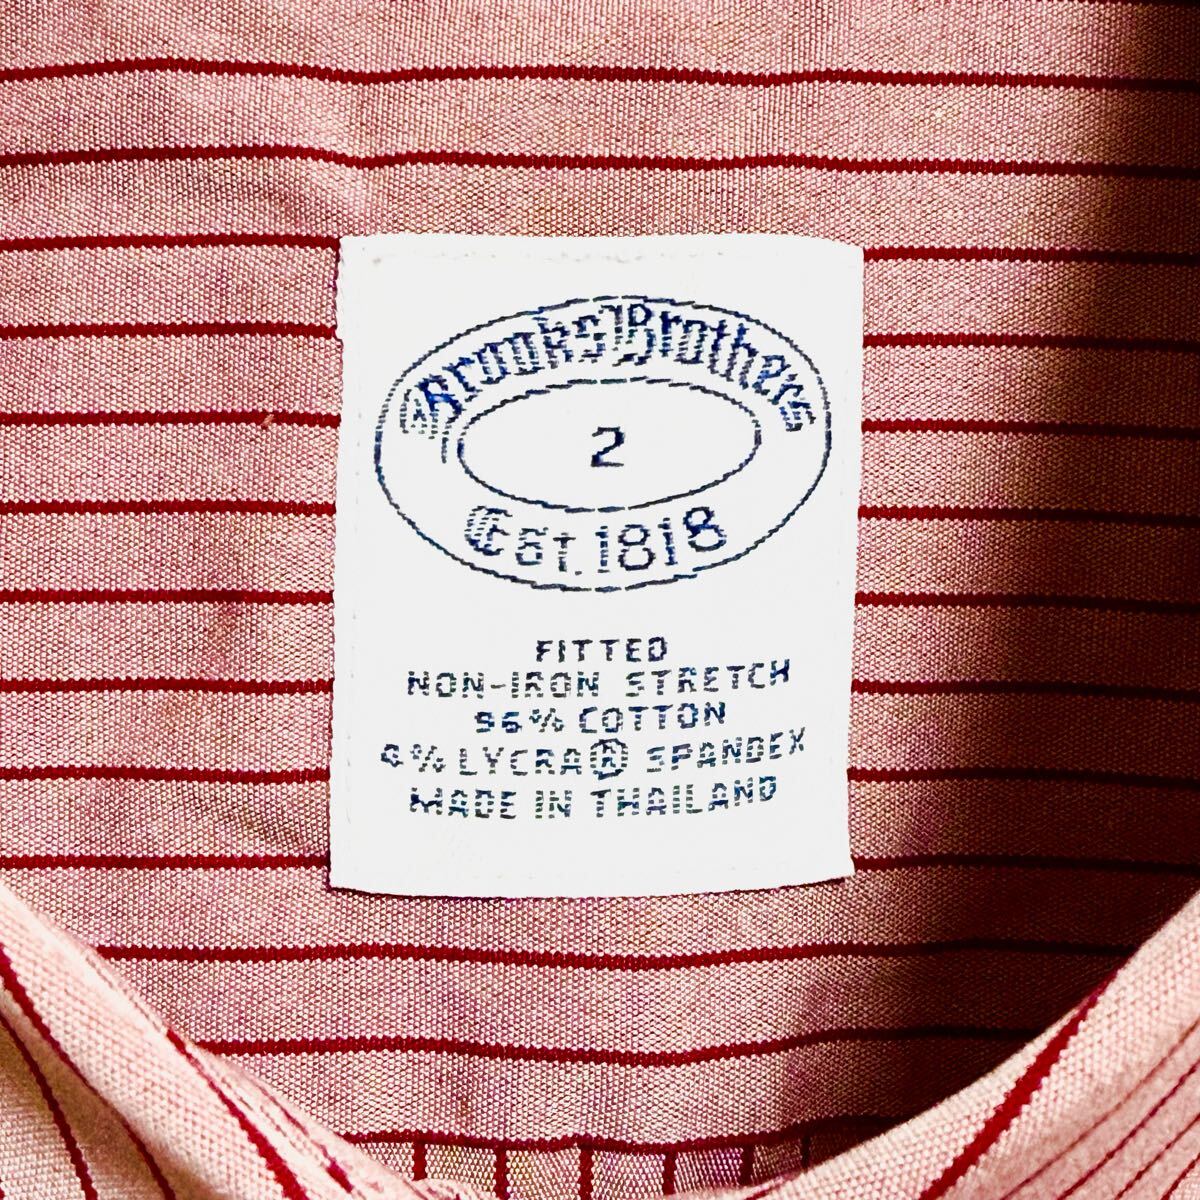 Brooks Brothers
2
Est. 1818
FITTED
NON-IRON STRETCH
96% COTTON
4% LYCRA® SPANDEX
MADE IN THAILAND